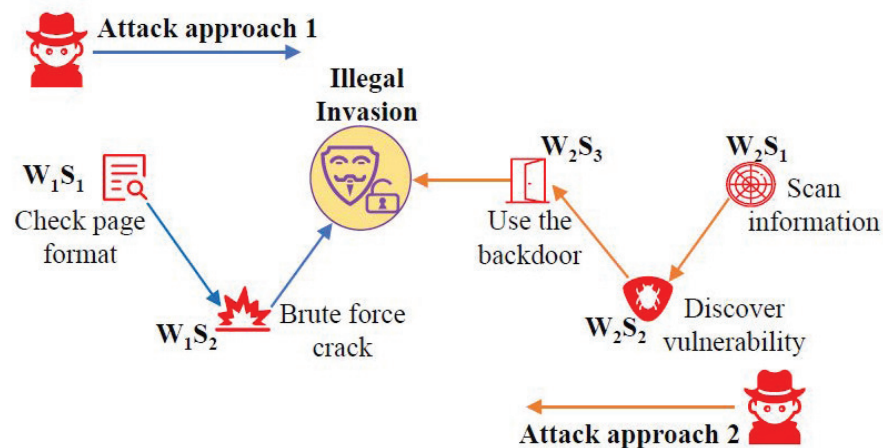 Attack approach 1
Illegal
Invasion
W₁S₁
Check page
format
W₁S₂
Brute force
crack
W₂S₃
Use the
backdoor
W₂S₁
Scan
information
W₂S₂
Discover
vulnerability
Attack approach 2